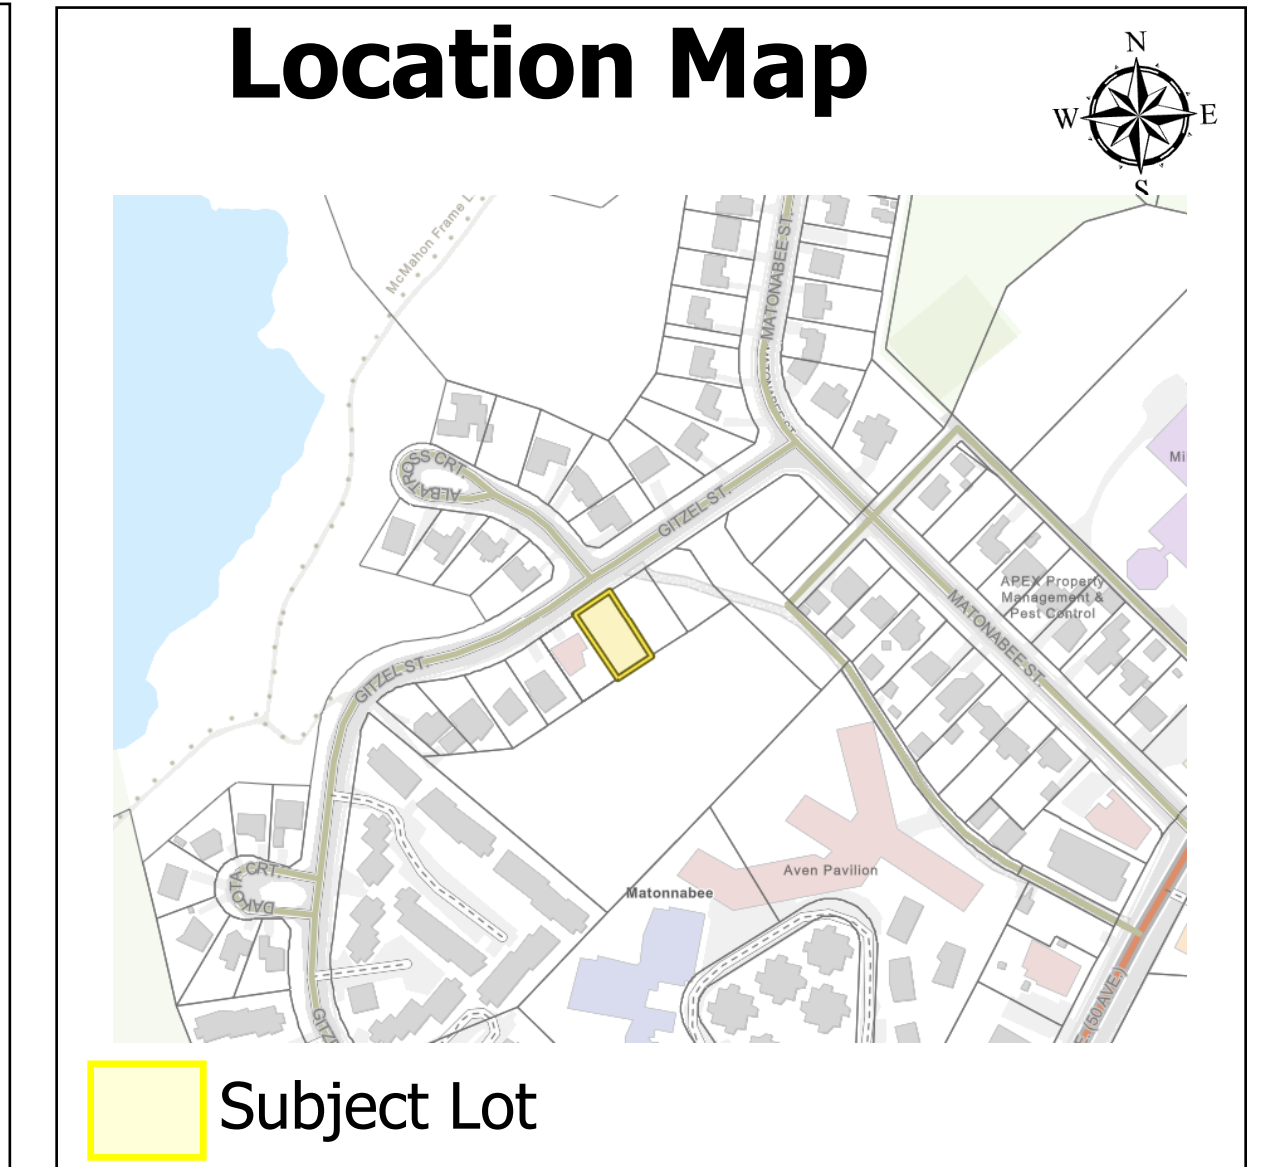 Location Map
N
W
E
S
McMahon Frame L
MATONABEE ST.
ALBATROSS CRT.
GITZEL ST.
Mi
APEX Property
Management &
Pest Control
MATONABEE ST.
GITZEL ST.
Aven Pavilion
Matonnabee
DAKOTA CRT.
(50 AVE.)
Subject Lot